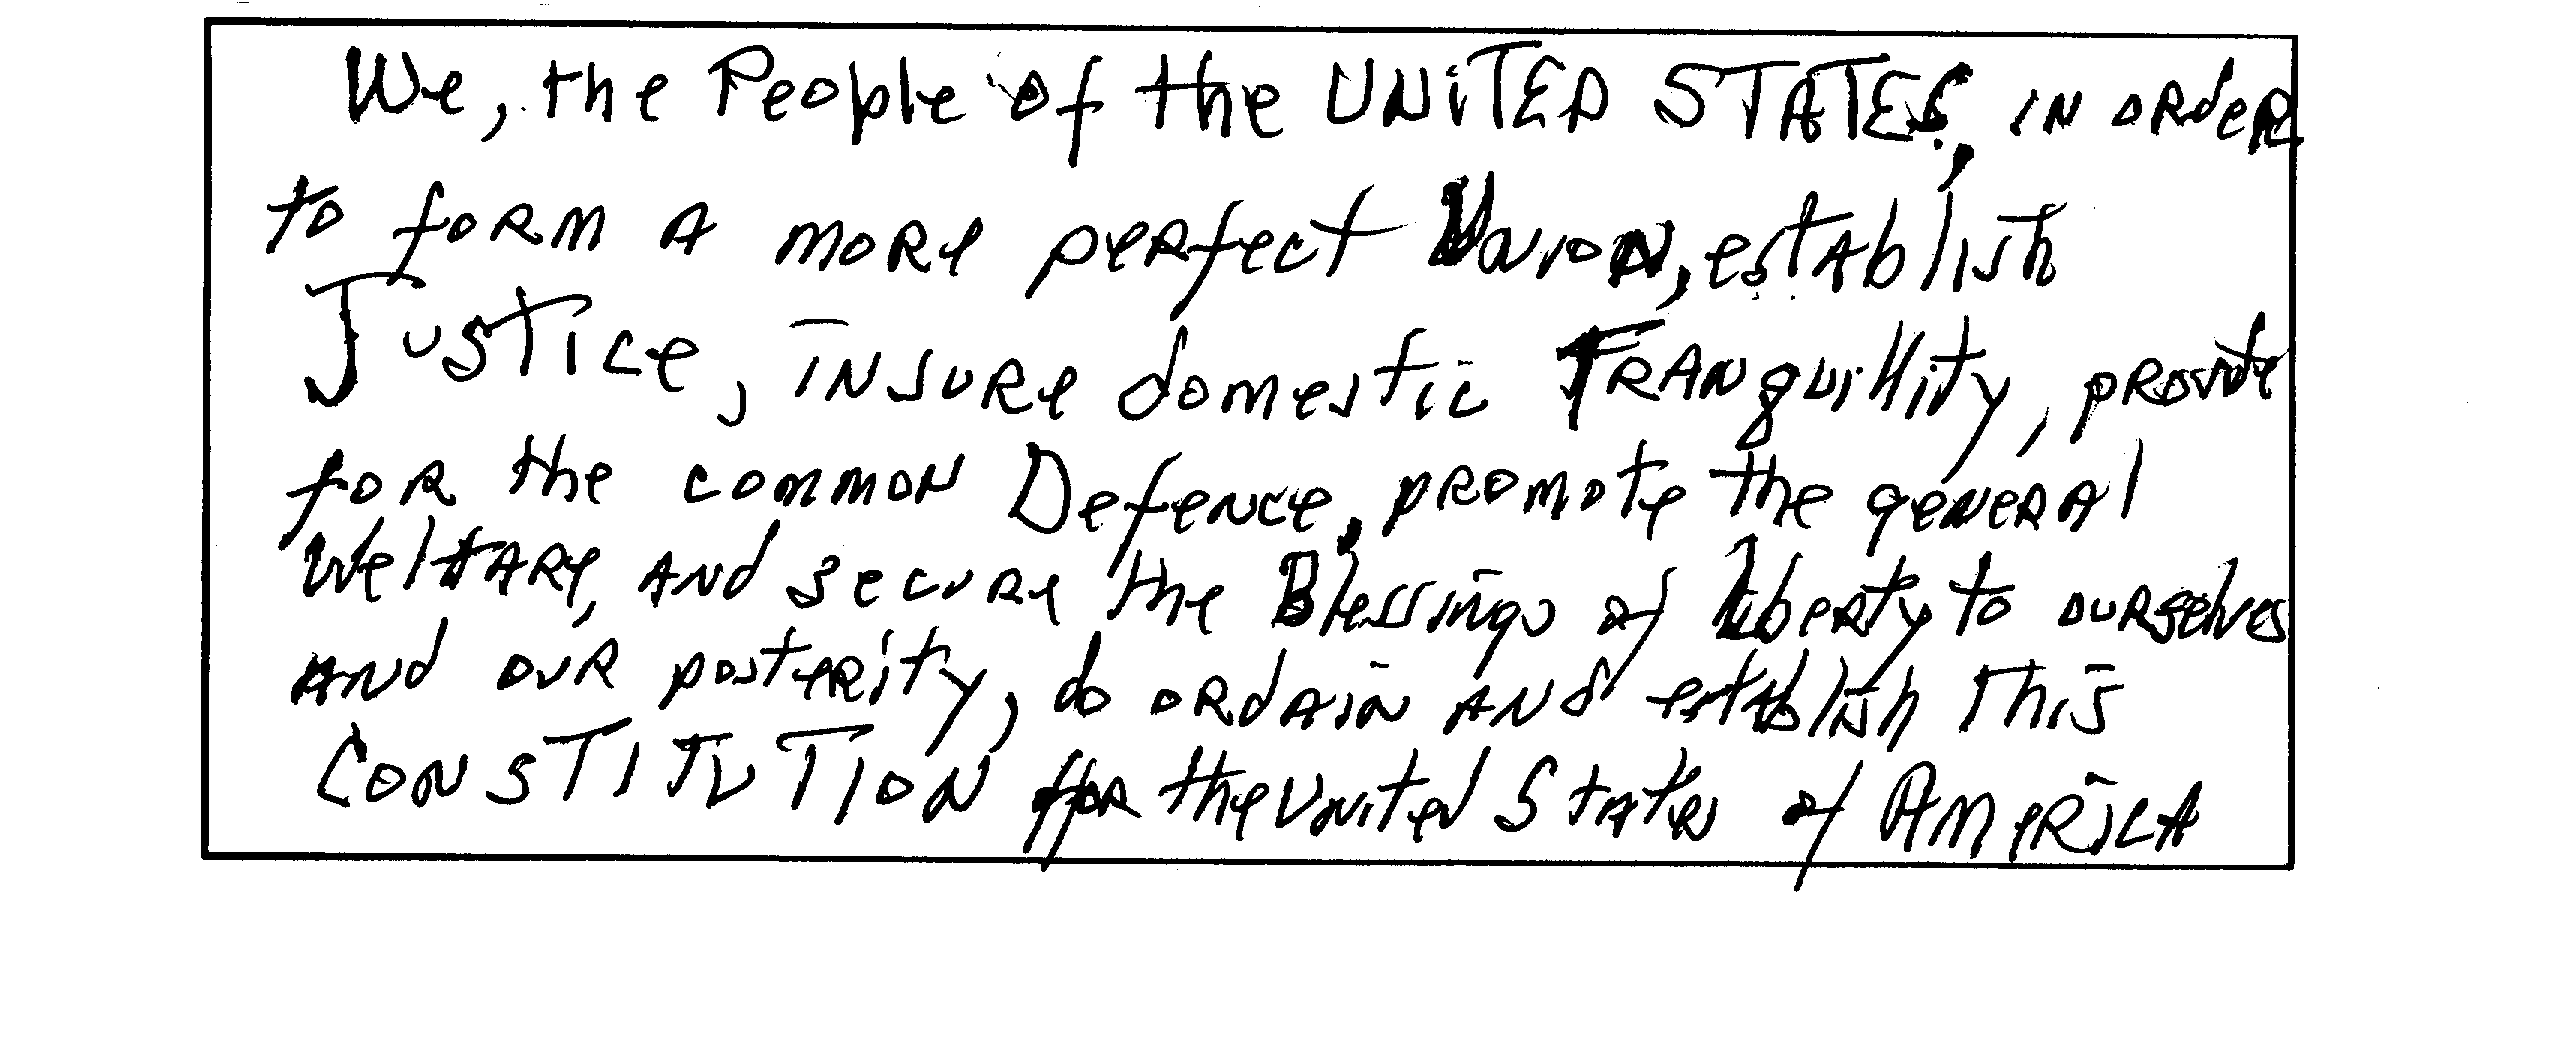 We, the People of the UNITED STATES, in order
to form a more perfect Union, establish
Justice, insure domestic Tranquillity, provide
for the common Defence, promote the general
Welfare, and secure the Blessings of liberty to ourselves
and our posterity, do ordain and establish this
CONSTITUTION for the United States of America